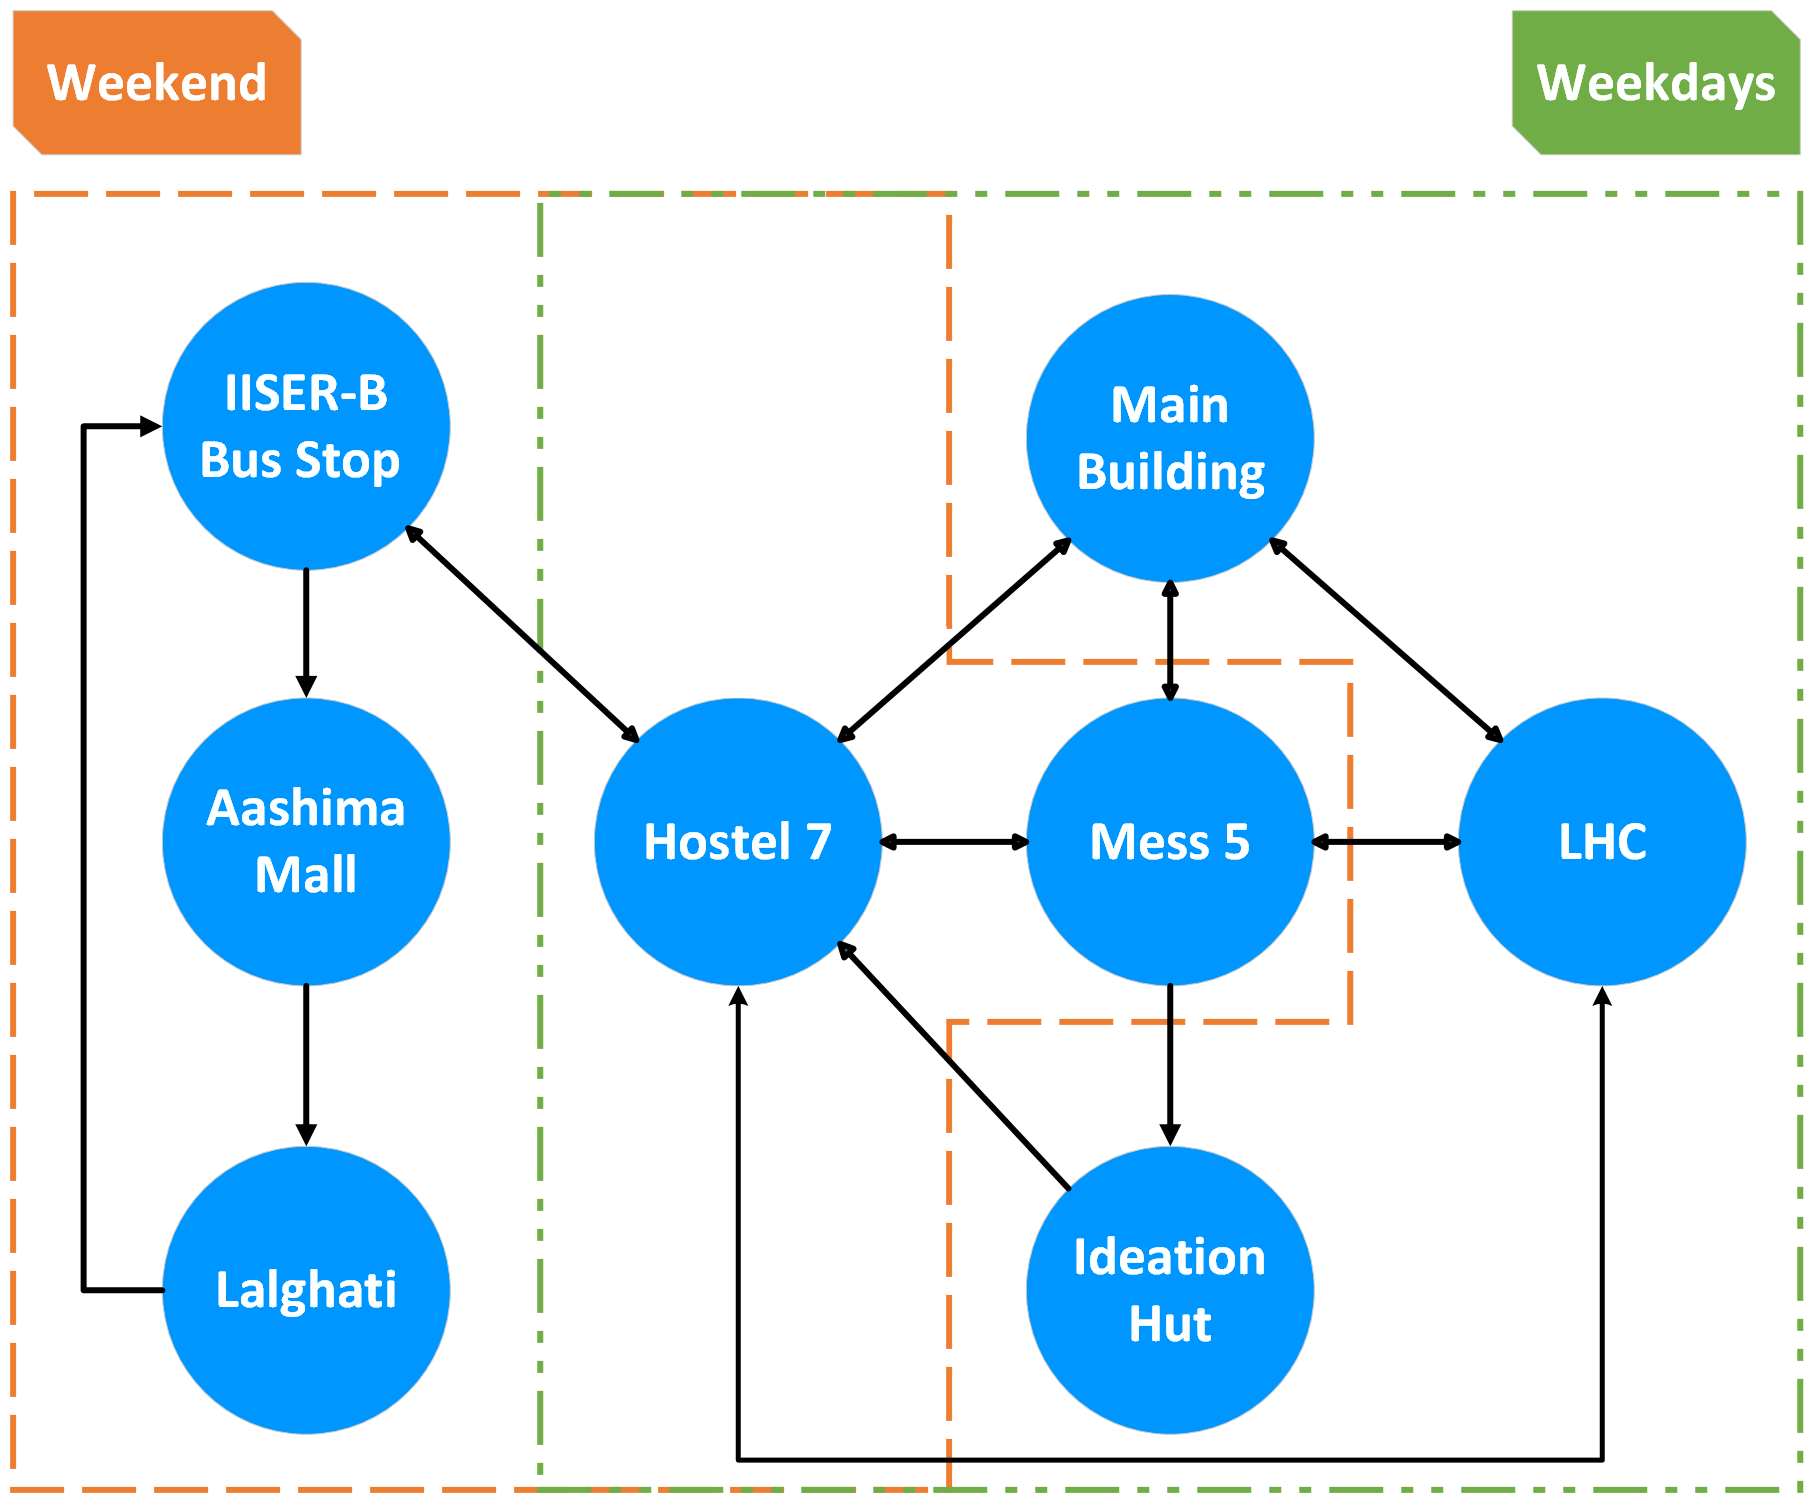 Weekend
Weekdays
IISER-B
Bus Stop
Main
Building
Aashima
Mall
Hostel 7
Mess 5
LHC
Lalghati
Ideation
Hut